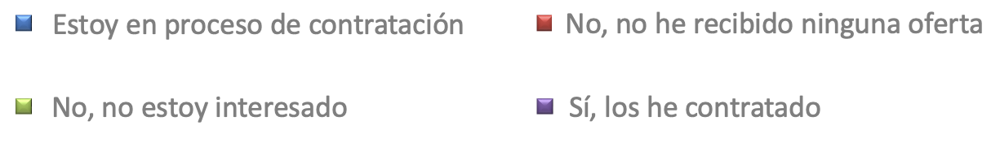 Estoy en proceso de contratación
No, no he recibido ninguna oferta
No, no estoy interesado
Sí, los he contratado